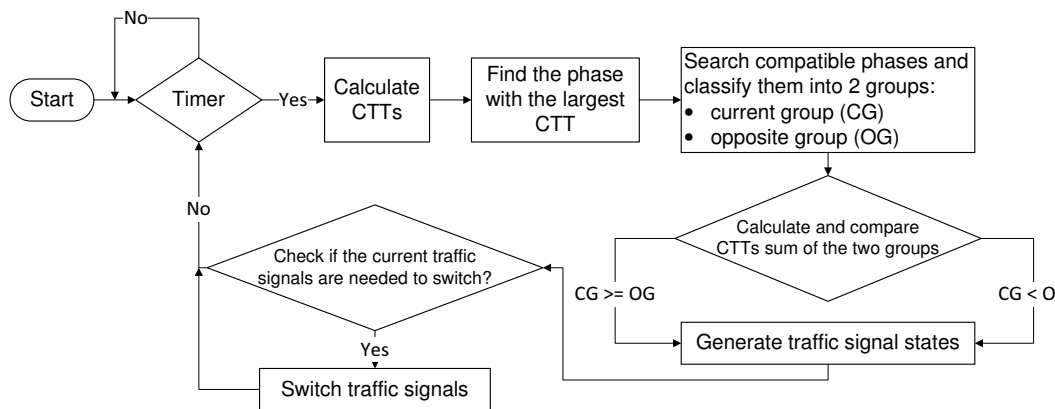 No
Start
Timer
Yes
Calculate
CTTs
Find the phase
with the largest
CTT
Search compatible phases and
classify them into 2 groups:
• current group (CG)
• opposite group (OG)
Calculate and compare
CTTs sum of the two groups
CG >= OG
CG < O
Generate traffic signal states
Check if the current traffic
signals are needed to switch?
No
Yes
Switch traffic signals